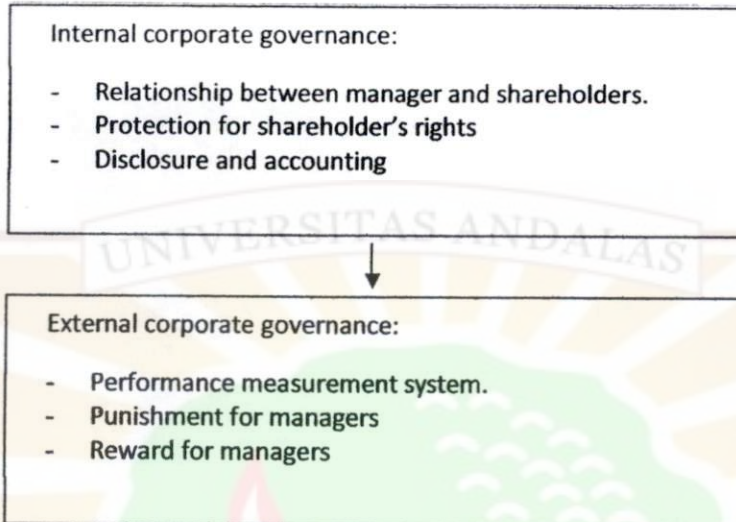 Internal corporate governance:
- Relationship between manager and shareholders.
- Protection for shareholder's rights
- Disclosure and accounting
UNIVERSITAS ANDALAS
External corporate governance:
- Performance measurement system.
- Punishment for managers
- Reward for managers